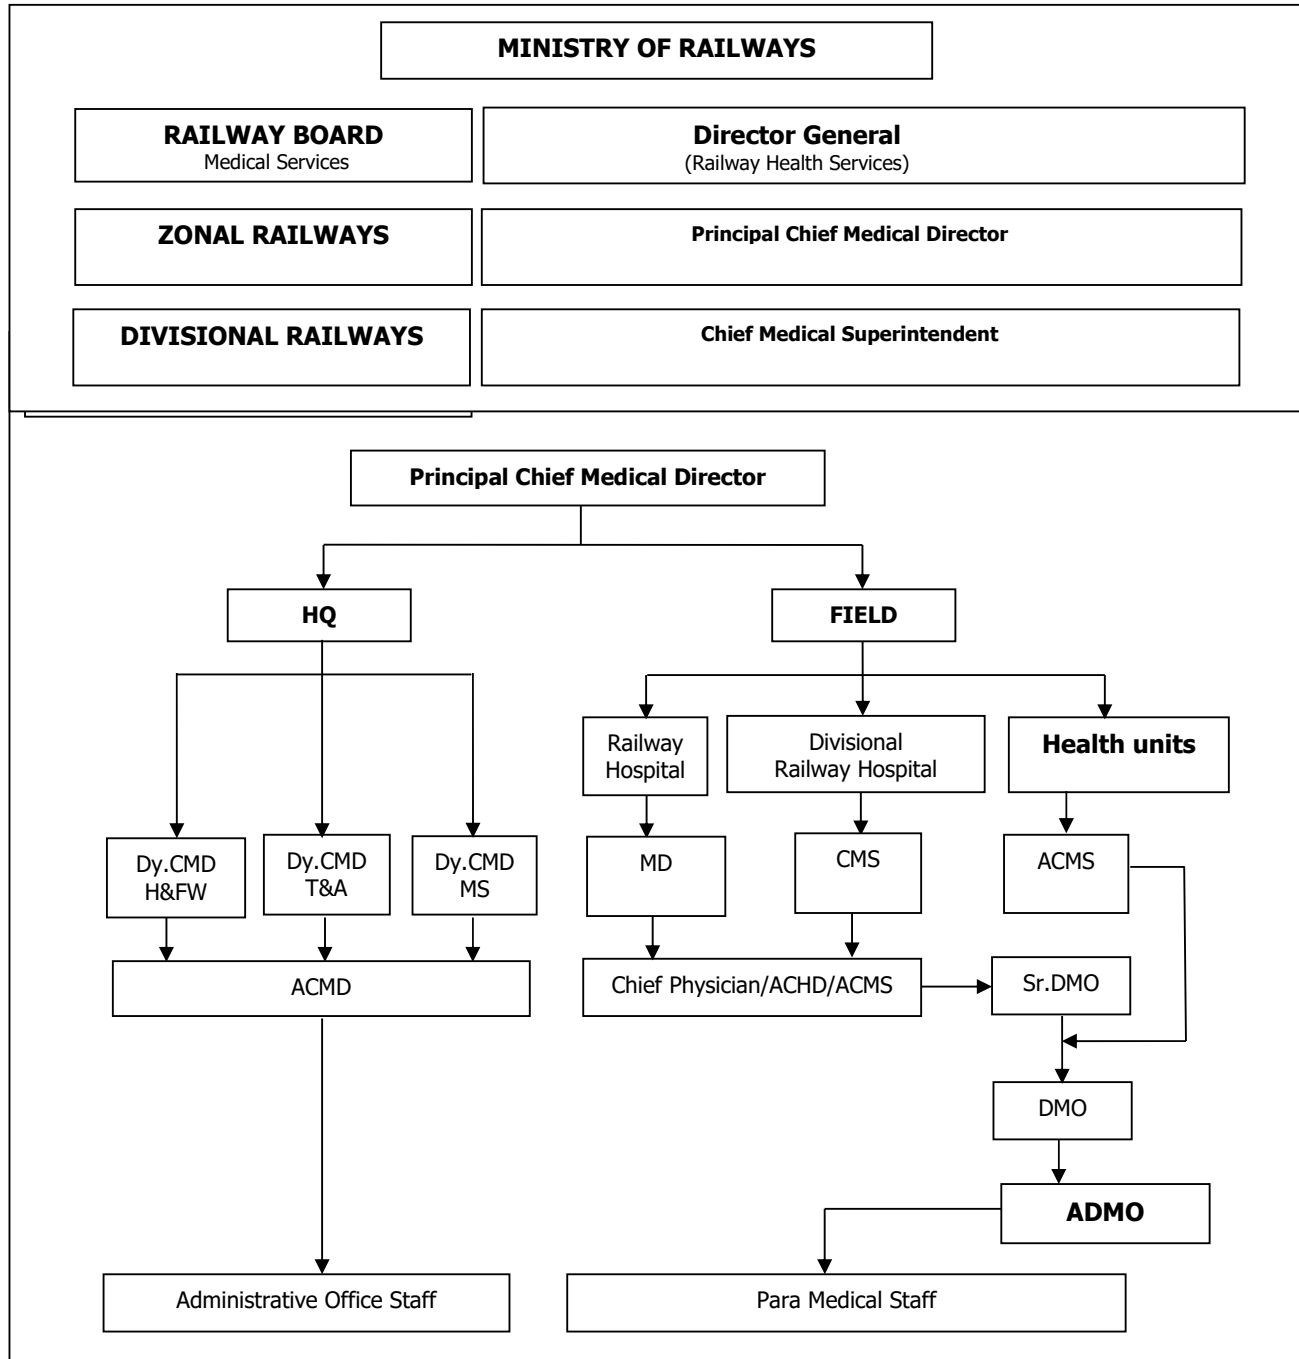 MINISTRY OF RAILWAYS
RAILWAY BOARD
Medical Services
Director General
(Railway Health Services)
ZONAL RAILWAYS
Principal Chief Medical Director
DIVISIONAL RAILWAYS
Chief Medical Superintendent
Principal Chief Medical Director
HQ
FIELD
Railway
Hospital
Divisional
Railway Hospital
Health units
Dy.CMD
H&FW
Dy.CMD
T&A
Dy.CMD
MS
MD
CMS
ACMS
ACMD
Chief Physician/ACHD/ACMS
Sr.DMO
DMO
ADMO
Administrative Office Staff
Para Medical Staff